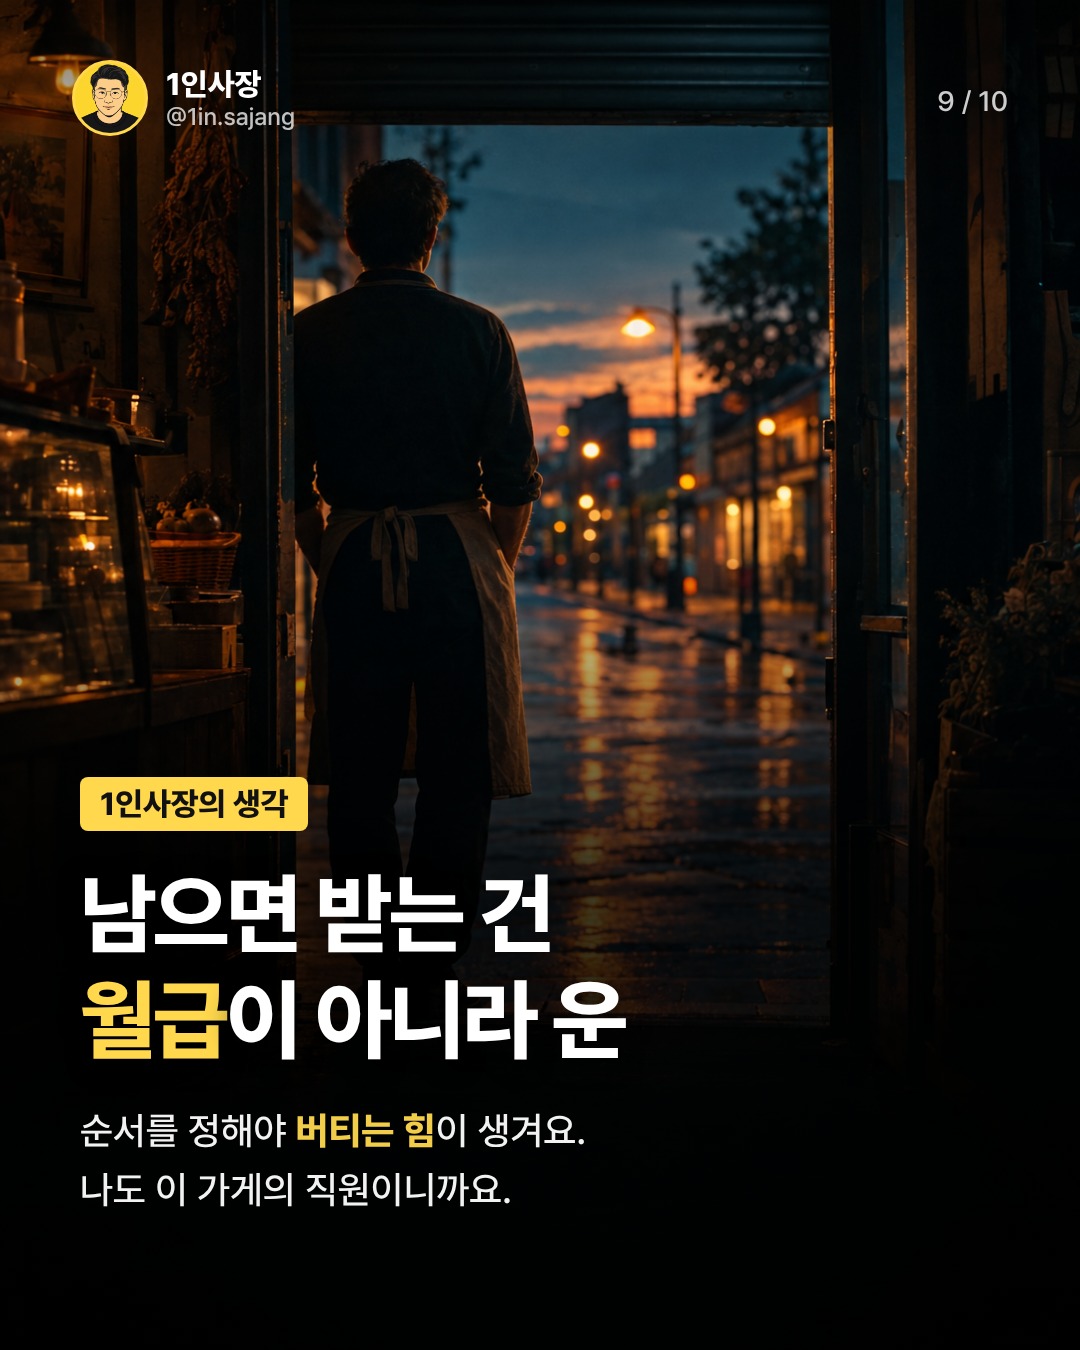 1인사장
@1in.sajang
9 / 10
1인사장의 생각
남으면 받는 건
월급이 아니라 운
순서를 정해야 버티는 힘이 생겨요.
나도 이 가게의 직원이니까요.